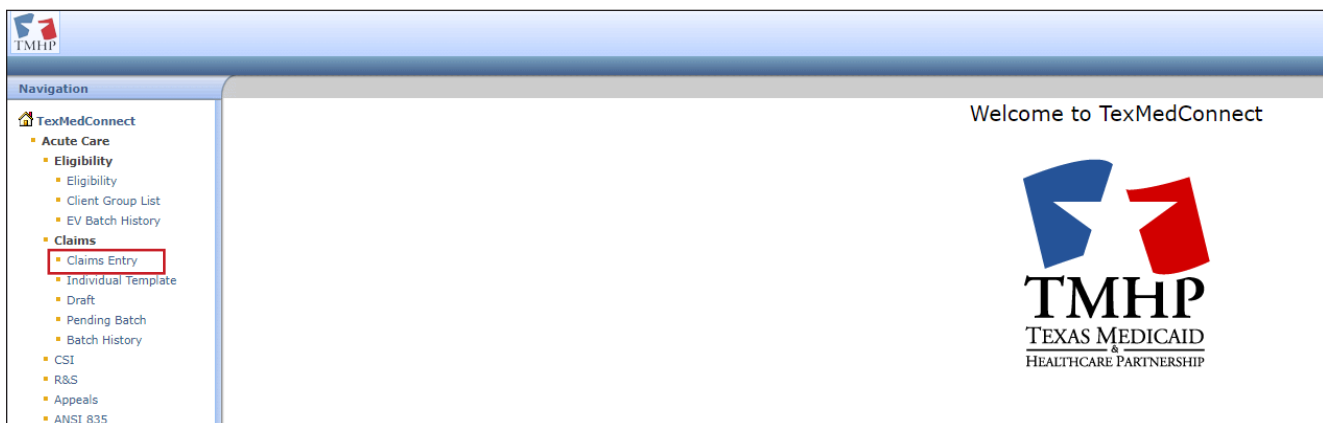 TMHP
Navigation
TexMedConnect
Acute Care
Eligibility
Eligibility
Client Group List
EV Batch History
Claims
Claims Entry
Individual Template
Draft
Pending Batch
Batch History
CSI
R&S
Appeals
ANSI 835
Welcome to TexMedConnect
TMHP
TEXAS MEDICAID
&
HEALTHCARE PARTNERSHIP